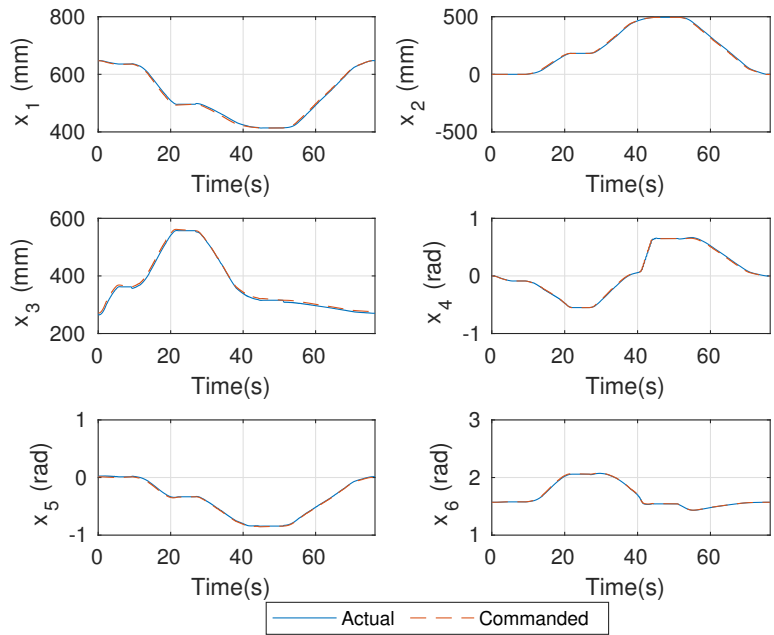 800
600
400
x1 (mm)
0 20 40 60
Time(s)
500
0
-500
x2 (mm)
0 20 40 60
Time(s)
600
400
200
x3 (mm)
0 20 40 60
Time(s)
1
0
-1
x4 (rad)
0 20 40 60
Time(s)
1
0
-1
x5 (rad)
0 20 40 60
Time(s)
3
2
1
x6 (rad)
0 20 40 60
Time(s)
Actual Commanded